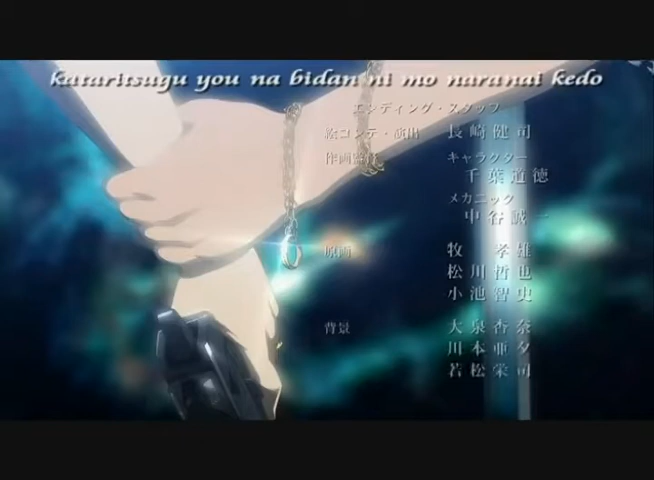 kataritsugu you na bidan ni mo naranai kedo
エンディング・スタッフ
絵コンテ・演出 長崎健司
作画監督 キャラクター
千葉道徳
メカニック
中谷誠一
原画 牧 孝雄
松川哲也
小池智史
背景 大泉杏奈
川本亜夕
若松栄司